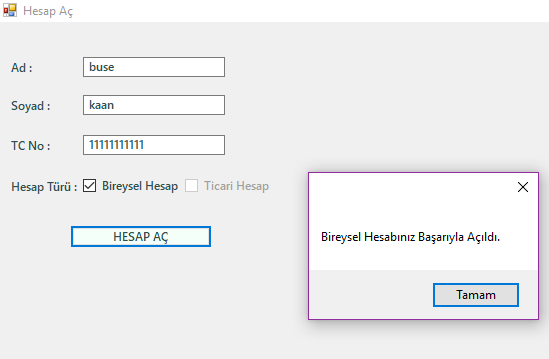 Hesap Aç
Ad : buse
Soyad : kaan
TC No : 11111111111
Hesap Türü : Bireysel Hesap Ticari Hesap
HESAP AÇ
Bireysel Hesabınız Başarıyla Açıldı.
Tamam